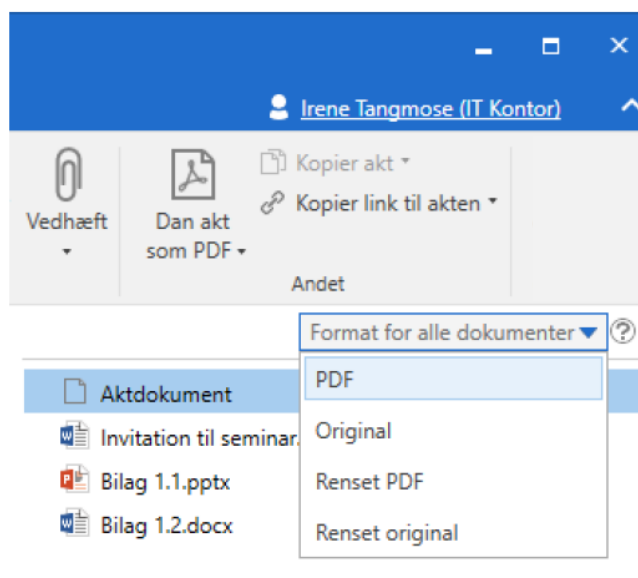 Irene Tangmose (IT Kontor)
Kopier akt
Kopier link til akten
Vedhæft
Dan akt
som PDF
Andet
Format for alle dokumenter
PDF
Original
Renset PDF
Renset original
Aktdokument
Invitation til seminar.
Bilag 1.1.pptx
Bilag 1.2.docx